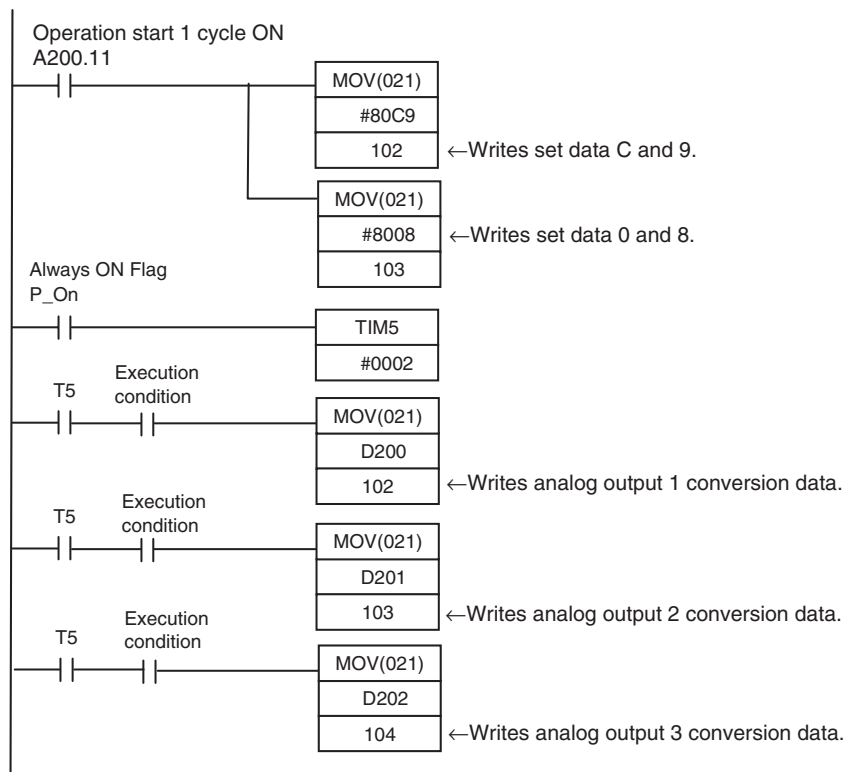 Operation start 1 cycle ON
A200.11
MOV(021)
#80C9
102 ←Writes set data C and 9.
MOV(021)
#8008 ←Writes set data 0 and 8.
103
Always ON Flag
P_On
TIM5
#0002
T5 Execution condition
MOV(021)
D200
102 ←Writes analog output 1 conversion data.
T5 Execution condition
MOV(021)
D201
103 ←Writes analog output 2 conversion data.
T5 Execution condition
MOV(021)
D202
104 ←Writes analog output 3 conversion data.